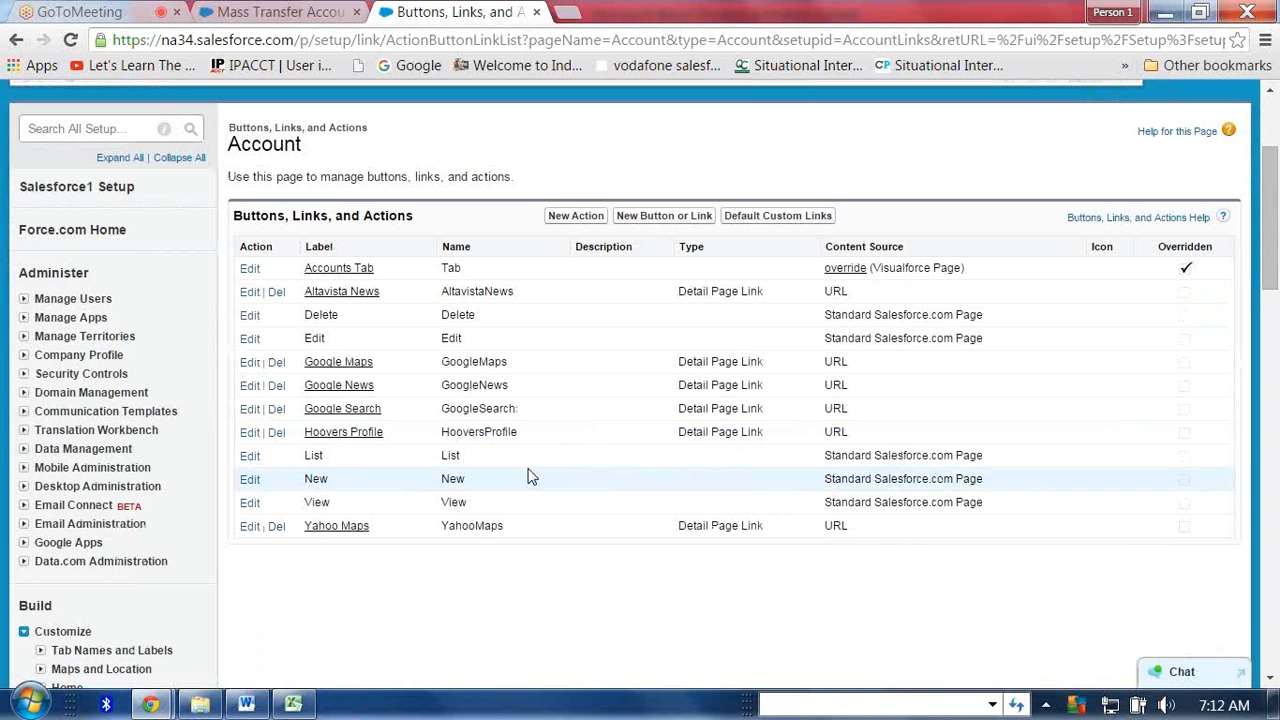 GoToMeeting
Mass Transfer Accou
Buttons, Links, and A
Person 1
https://na34.salesforce.com/p/setup/link/ActionButtonLinkList?pageName=Account&type=Account&setupid=AccountLinks&retURL=%2Fui%2Fsetup%2FSetup%3Fsetu
Apps
Let's Learn The ...
IPACCT | User i...
Google
Welcome to Ind...
vodafone salesf...
Situational Inter...
CP Situational Inter...
»
Other bookmarks
Search All Setup...
Expand All | Collapse All
Salesforce1 Setup
Force.com Home
Administer
Manage Users
Manage Apps
Manage Territories
Company Profile
Security Controls
Domain Management
Communication Templates
Translation Workbench
Data Management
Mobile Administration
Desktop Administration
Email Connect BETA
Email Administration
Google Apps
Data.com Administration
Build
Customize
Tab Names and Labels
Maps and Location
Buttons, Links, and Actions
Account
Help for this Page ?
Use this page to manage buttons, links, and actions.
Buttons, Links, and Actions New Action New Button or Link Default Custom Links Buttons, Links, and Actions Help ?
Action Label Name Description Type Content Source Icon Overridden
Edit Accounts Tab Tab override (Visualforce Page)
Edit | Del Altavista News AltavistaNews Detail Page Link URL
Edit Delete Delete Standard Salesforce.com Page
Edit Edit Edit Standard Salesforce.com Page
Edit | Del Google Maps GoogleMaps Detail Page Link URL
Edit | Del Google News GoogleNews Detail Page Link URL
Edit | Del Google Search GoogleSearch Detail Page Link URL
Edit | Del Hoovers Profile HooversProfile Detail Page Link URL
Edit List List Standard Salesforce.com Page
Edit New New Standard Salesforce.com Page
Edit View View Standard Salesforce.com Page
Edit | Del Yahoo Maps YahooMaps Detail Page Link URL
Chat
7:12 AM